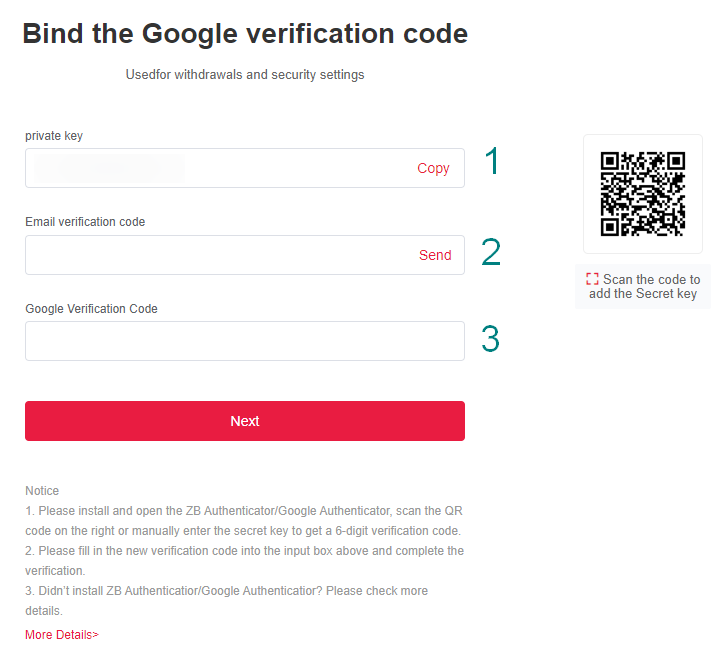 Bind the Google verification code
Usedfor withdrawals and security settings
private key
Copy
1
Email verification code
Send
2
Google Verification Code
3
Scan the code to
add the Secret key
Next
Notice
1. Please install and open the ZB Authenticator/Google Authenticator, scan the QR
code on the right or manually enter the secret key to get a 6-digit verification code.
2. Please fill in the new verification code into the input box above and complete the
verification.
3. Didn't install ZB Authenticatior/Google Authenticatior? Please check more
details.
More Details>